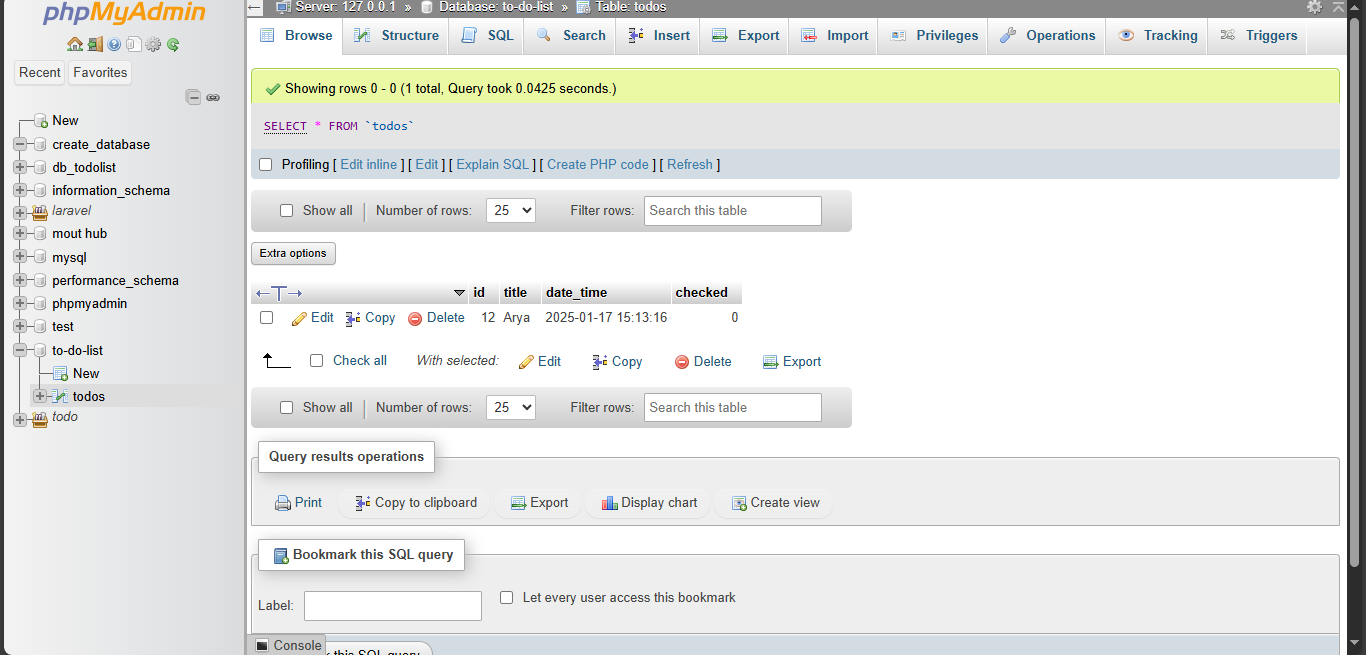 phpMyAdmin
Recent Favorites
New
create_database
db_todolist
information_schema
laravel
mout hub
mysql
performance_schema
phpmyadmin
test
to-do-list
New
todos
todo
Server: 127.0.0.1 » Database: to-do-list » Table: todos
Browse Structure SQL Search Insert Export Import Privileges Operations Tracking Triggers
Showing rows 0 - 0 (1 total, Query took 0.0425 seconds.)
SELECT * FROM `todos`
Profiling [ Edit inline ] [ Edit ] [ Explain SQL ] [ Create PHP code ] [ Refresh ]
Show all Number of rows: 25 Filter rows: Search this table
Extra options
id title date_time checked
Edit Copy Delete 12 Arya 2025-01-17 15:13:16 0
Check all With selected: Edit Copy Delete Export
Show all Number of rows: 25 Filter rows: Search this table
Query results operations
Print Copy to clipboard Export Display chart Create view
Bookmark this SQL query
Label: Let every user access this bookmark
Console this SQL query